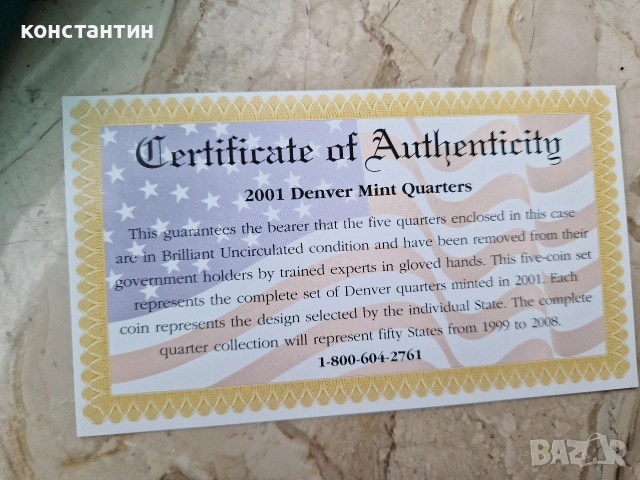 константин
Certificate of Authenticity
2001 Denver Mint Quarters
This guarantees the bearer that the five quarters enclosed in this case
are in Brilliant Uncirculated condition and have been removed from their
government holders by trained experts in gloved hands. This five-coin set
represents the complete set of Denver quarters minted in 2001. Each
coin represents the design selected by the individual State. The complete
quarter collection will represent fifty States from 1999 to 2008.
1-800-604-2761
BAZAR